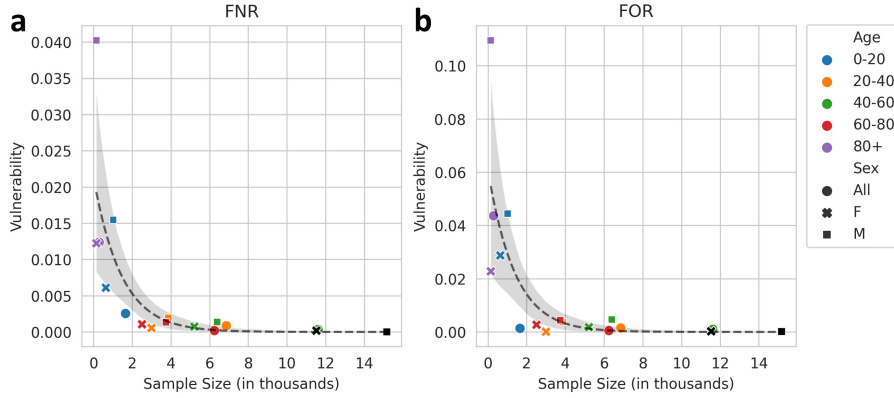 a
FNR
Vulnerability
0.040
0.035
0.030
0.025
0.020
0.015
0.010
0.005
0.000
0 2 4 6 8 10 12 14
Sample Size (in thousands)
b
FOR
Vulnerability
0.10
0.08
0.06
0.04
0.02
0.00
0 2 4 6 8 10 12 14
Sample Size (in thousands)
Age
0-20
20-40
40-60
60-80
80+
Sex
All
F
M